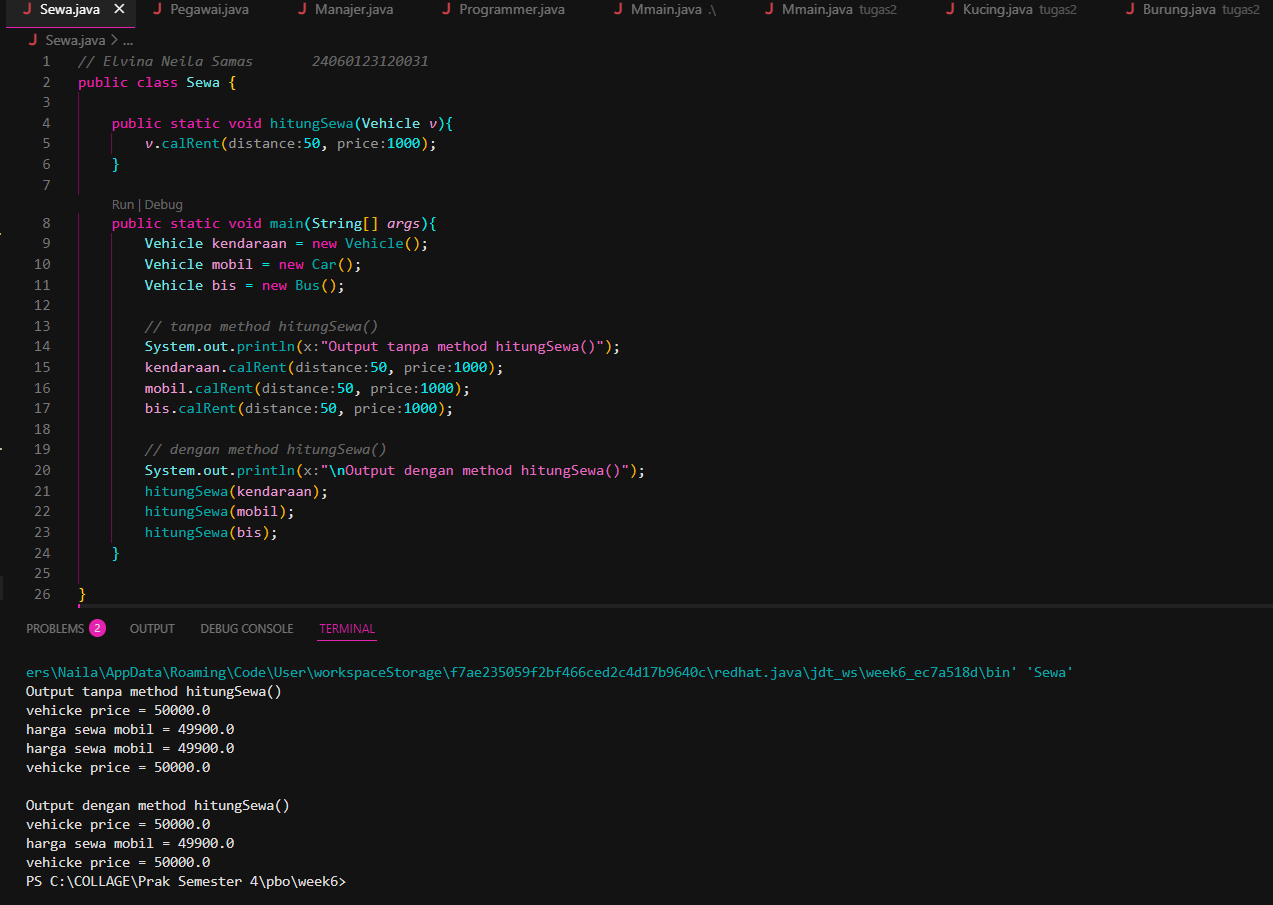 Sewa.java × Pegawai.java Manajer.java Programmer.java Mmain.java .\ Mmain.java tugas2 Kucing.java tugas2 Burung.java tugas2
Sewa.java > ...
1 // Elvina Neila Samas 24060123120031
2 public class Sewa {
3
4 public static void hitungSewa(Vehicle v){
5 v.calRent(distance:50, price:1000);
6 }
7
Run | Debug
8 public static void main(String[] args){
9 Vehicle kendaraan = new Vehicle();
10 Vehicle mobil = new Car();
11 Vehicle bis = new Bus();
12
13 // tanpa method hitungSewa()
14 System.out.println(x:"Output tanpa method hitungSewa()");
15 kendaraan.calRent(distance:50, price:1000);
16 mobil.calRent(distance:50, price:1000);
17 bis.calRent(distance:50, price:1000);
18
19 // dengan method hitungSewa()
20 System.out.println(x:"\nOutput dengan method hitungSewa()");
21 hitungSewa(kendaraan);
22 hitungSewa(mobil);
23 hitungSewa(bis);
24 }
25
26 }
PROBLEMS 2 OUTPUT DEBUG CONSOLE TERMINAL
ers\Naila\AppData\Roaming\Code\User\workspaceStorage\f7ae235059f2bf466ced2c4d17b9640c\redhat.java\jdt_ws\week6_ec7a518d\bin' 'Sewa'
Output tanpa method hitungSewa()
vehicke price = 50000.0
harga sewa mobil = 49900.0
harga sewa mobil = 49900.0
vehicke price = 50000.0

Output dengan method hitungSewa()
vehicke price = 50000.0
harga sewa mobil = 49900.0
vehicke price = 50000.0
PS C:\COLLAGE\Prak Semester 4\pbo\week6>